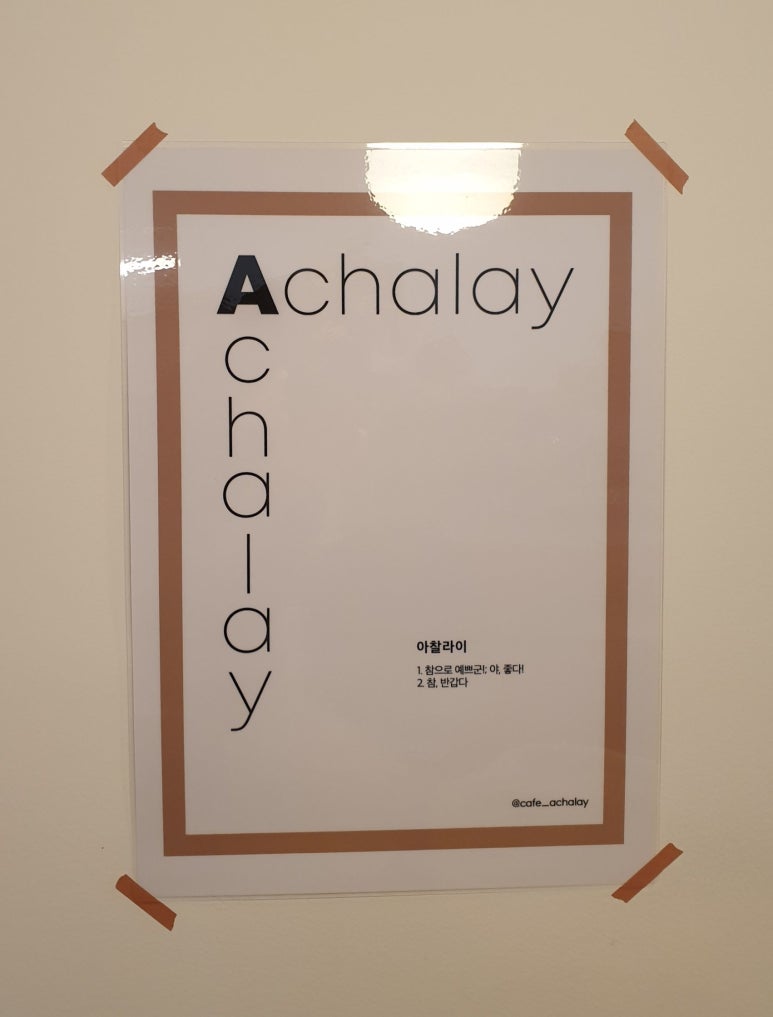 Achalay
c
h
a
l
a
y
아찰라이
1. 참으로 예쁘군!; 야, 좋다!
2. 참, 반갑다
@cafe_achalay